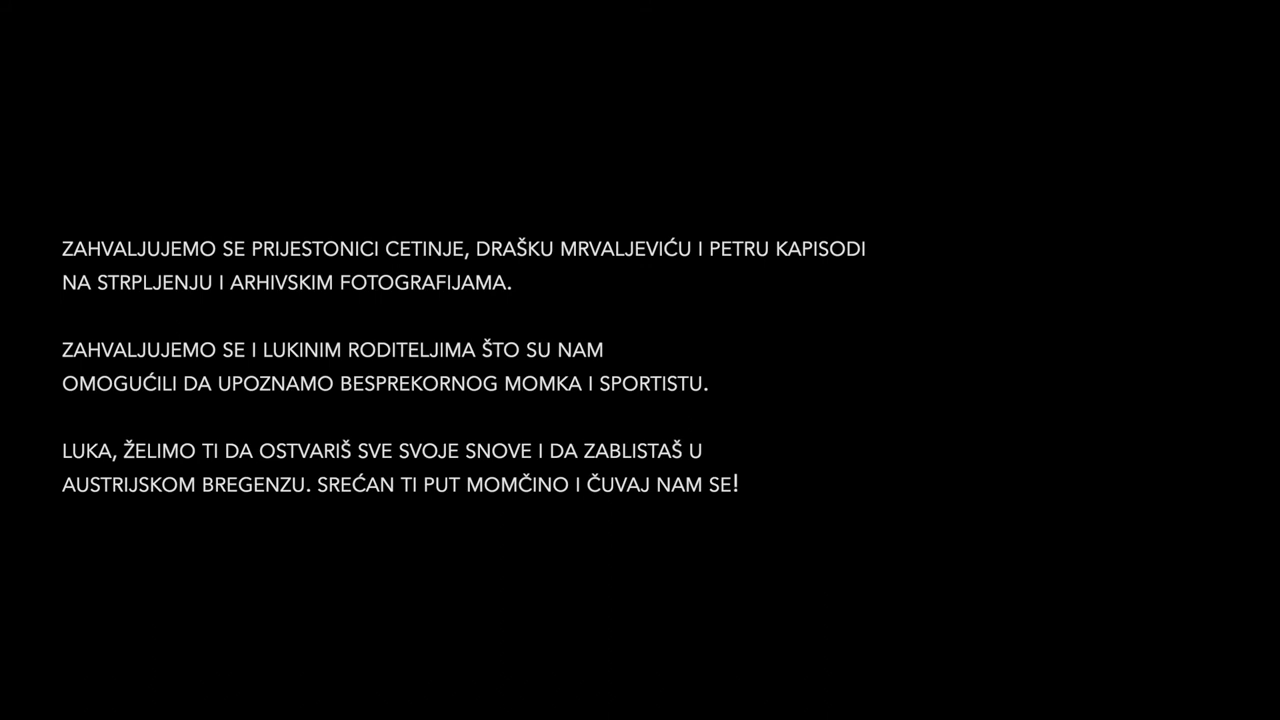 ZAHVALJUJEMO SE PRIJESTONICI CETINJE, DRAŠKU MRVALJEVIĆU I PETRU KAPISODI
NA STRPLJENJU I ARHIVSKIM FOTOGRAFIJAMA.
ZAHVALJUJEMO SE I LUKINIM RODITELJIMA ŠTO SU NAM
OMOGUĆILI DA UPOZNAMO BESPREKORNOG MOMKA I SPORTISTU.
LUKA, ŽELIMO TI DA OSTVARIŠ SVE SVOJE SNOVE I DA ZABLISTAŠ U
AUSTRIJSKOM BREGENZU. SREĆAN TI PUT MOMČINO I ČUVAJ NAM SE!